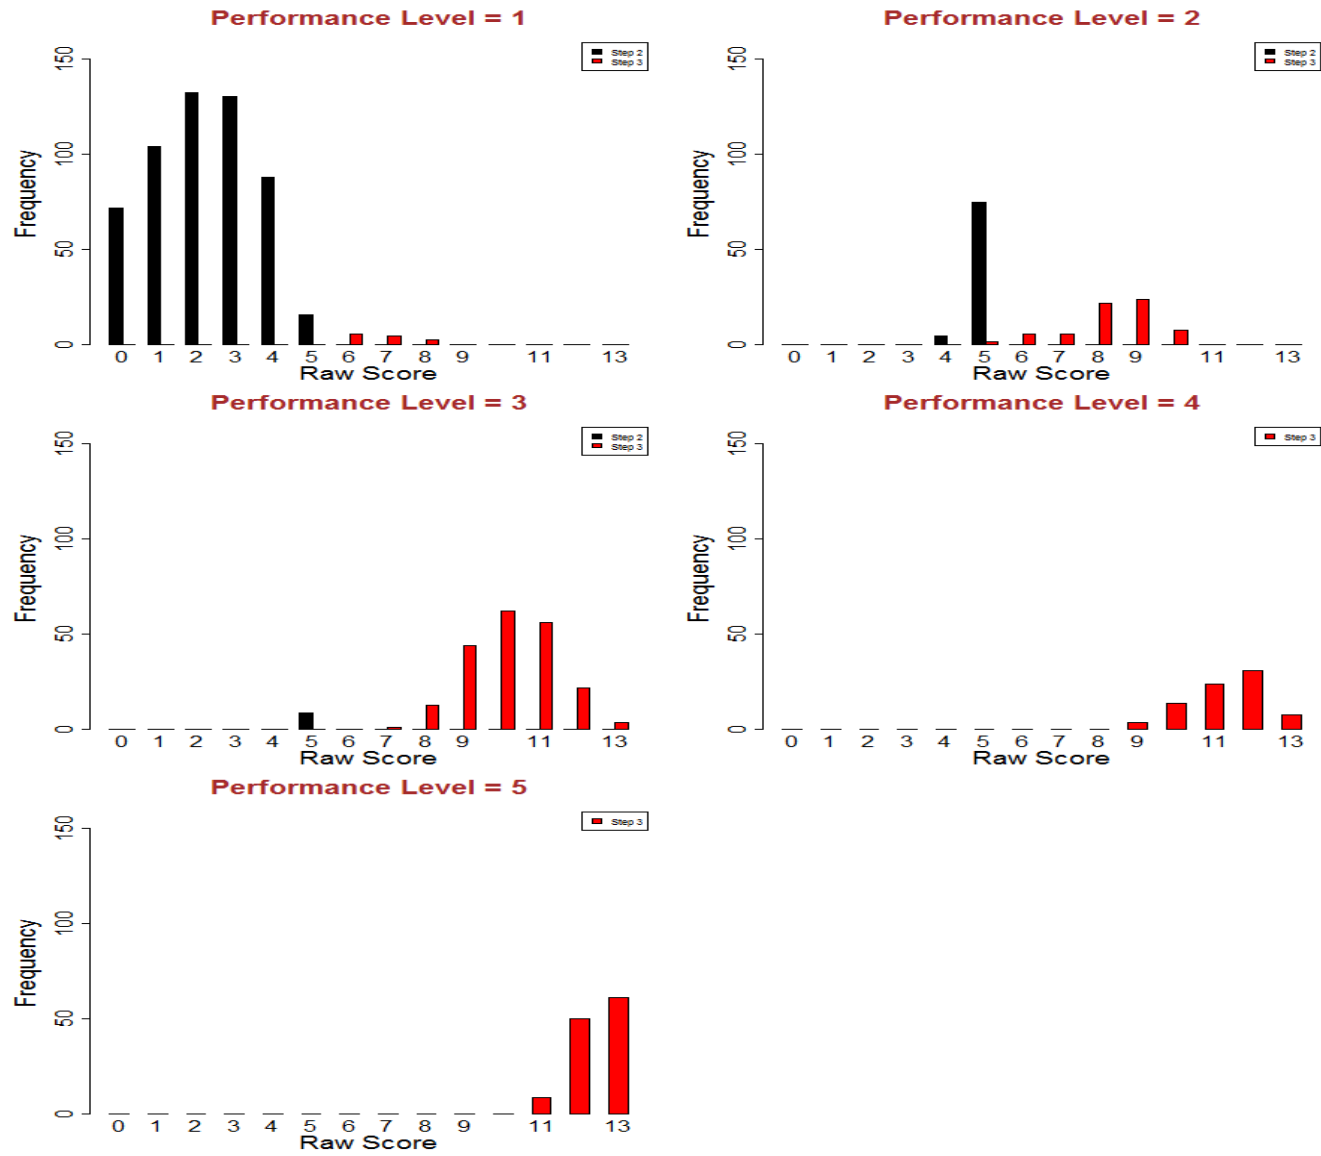 Performance Level = 1
Step 2
Step 3
150
100
50
0
Frequency
0 1 2 3 4 5 6 7 8 9 11 13
Raw Score
Performance Level = 2
Step 2
Step 3
150
100
50
0
Frequency
0 1 2 3 4 5 6 7 8 9 11 13
Raw Score
Performance Level = 3
Step 2
Step 3
150
100
50
0
Frequency
0 1 2 3 4 5 6 7 8 9 11 13
Raw Score
Performance Level = 4
Step 3
150
100
50
0
Frequency
0 1 2 3 4 5 6 7 8 9 11 13
Raw Score
Performance Level = 5
Step 3
150
100
50
0
Frequency
0 1 2 3 4 5 6 7 8 9 11 13
Raw Score